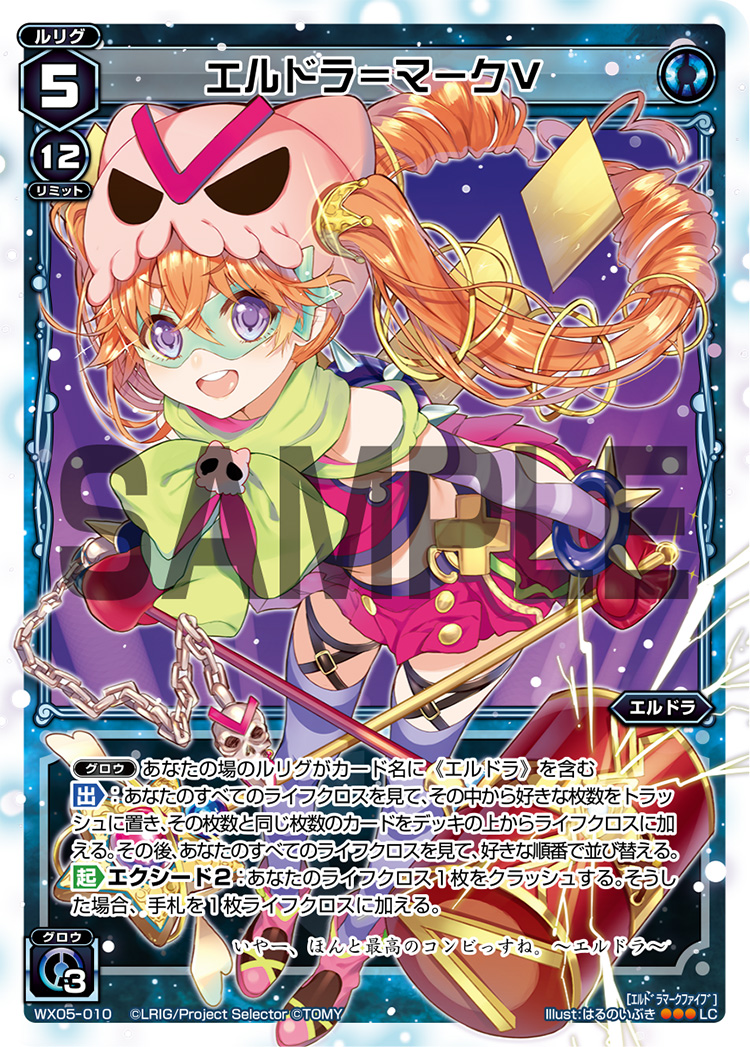 ルリグ
5
エルドラ＝マークV
12
リミット
SAMPLE
エルドラ
グロウ あなたの場のルリグがカード名に《エルドラ》を含む
出：あなたのすべてのライフクロスを見て、その中から好きな枚数をトラッ
シュに置き、その枚数と同じ枚数のカードをデッキの上からライフクロスに加
える。その後、あなたのすべてのライフクロスを見て、好きな順番で並び替える。
起 エクシード2：あなたのライフクロス1枚をクラッシュする。そうし
た場合、手札を1枚ライフクロスに加える。
いやー、ほんと最高のコンビっすね。～エルドラ～
グロウ
3
[エルドラマークファイブ]
WX05-010 ©LRIG/Project Selector ©TOMY Illust:はるのいぶき LC